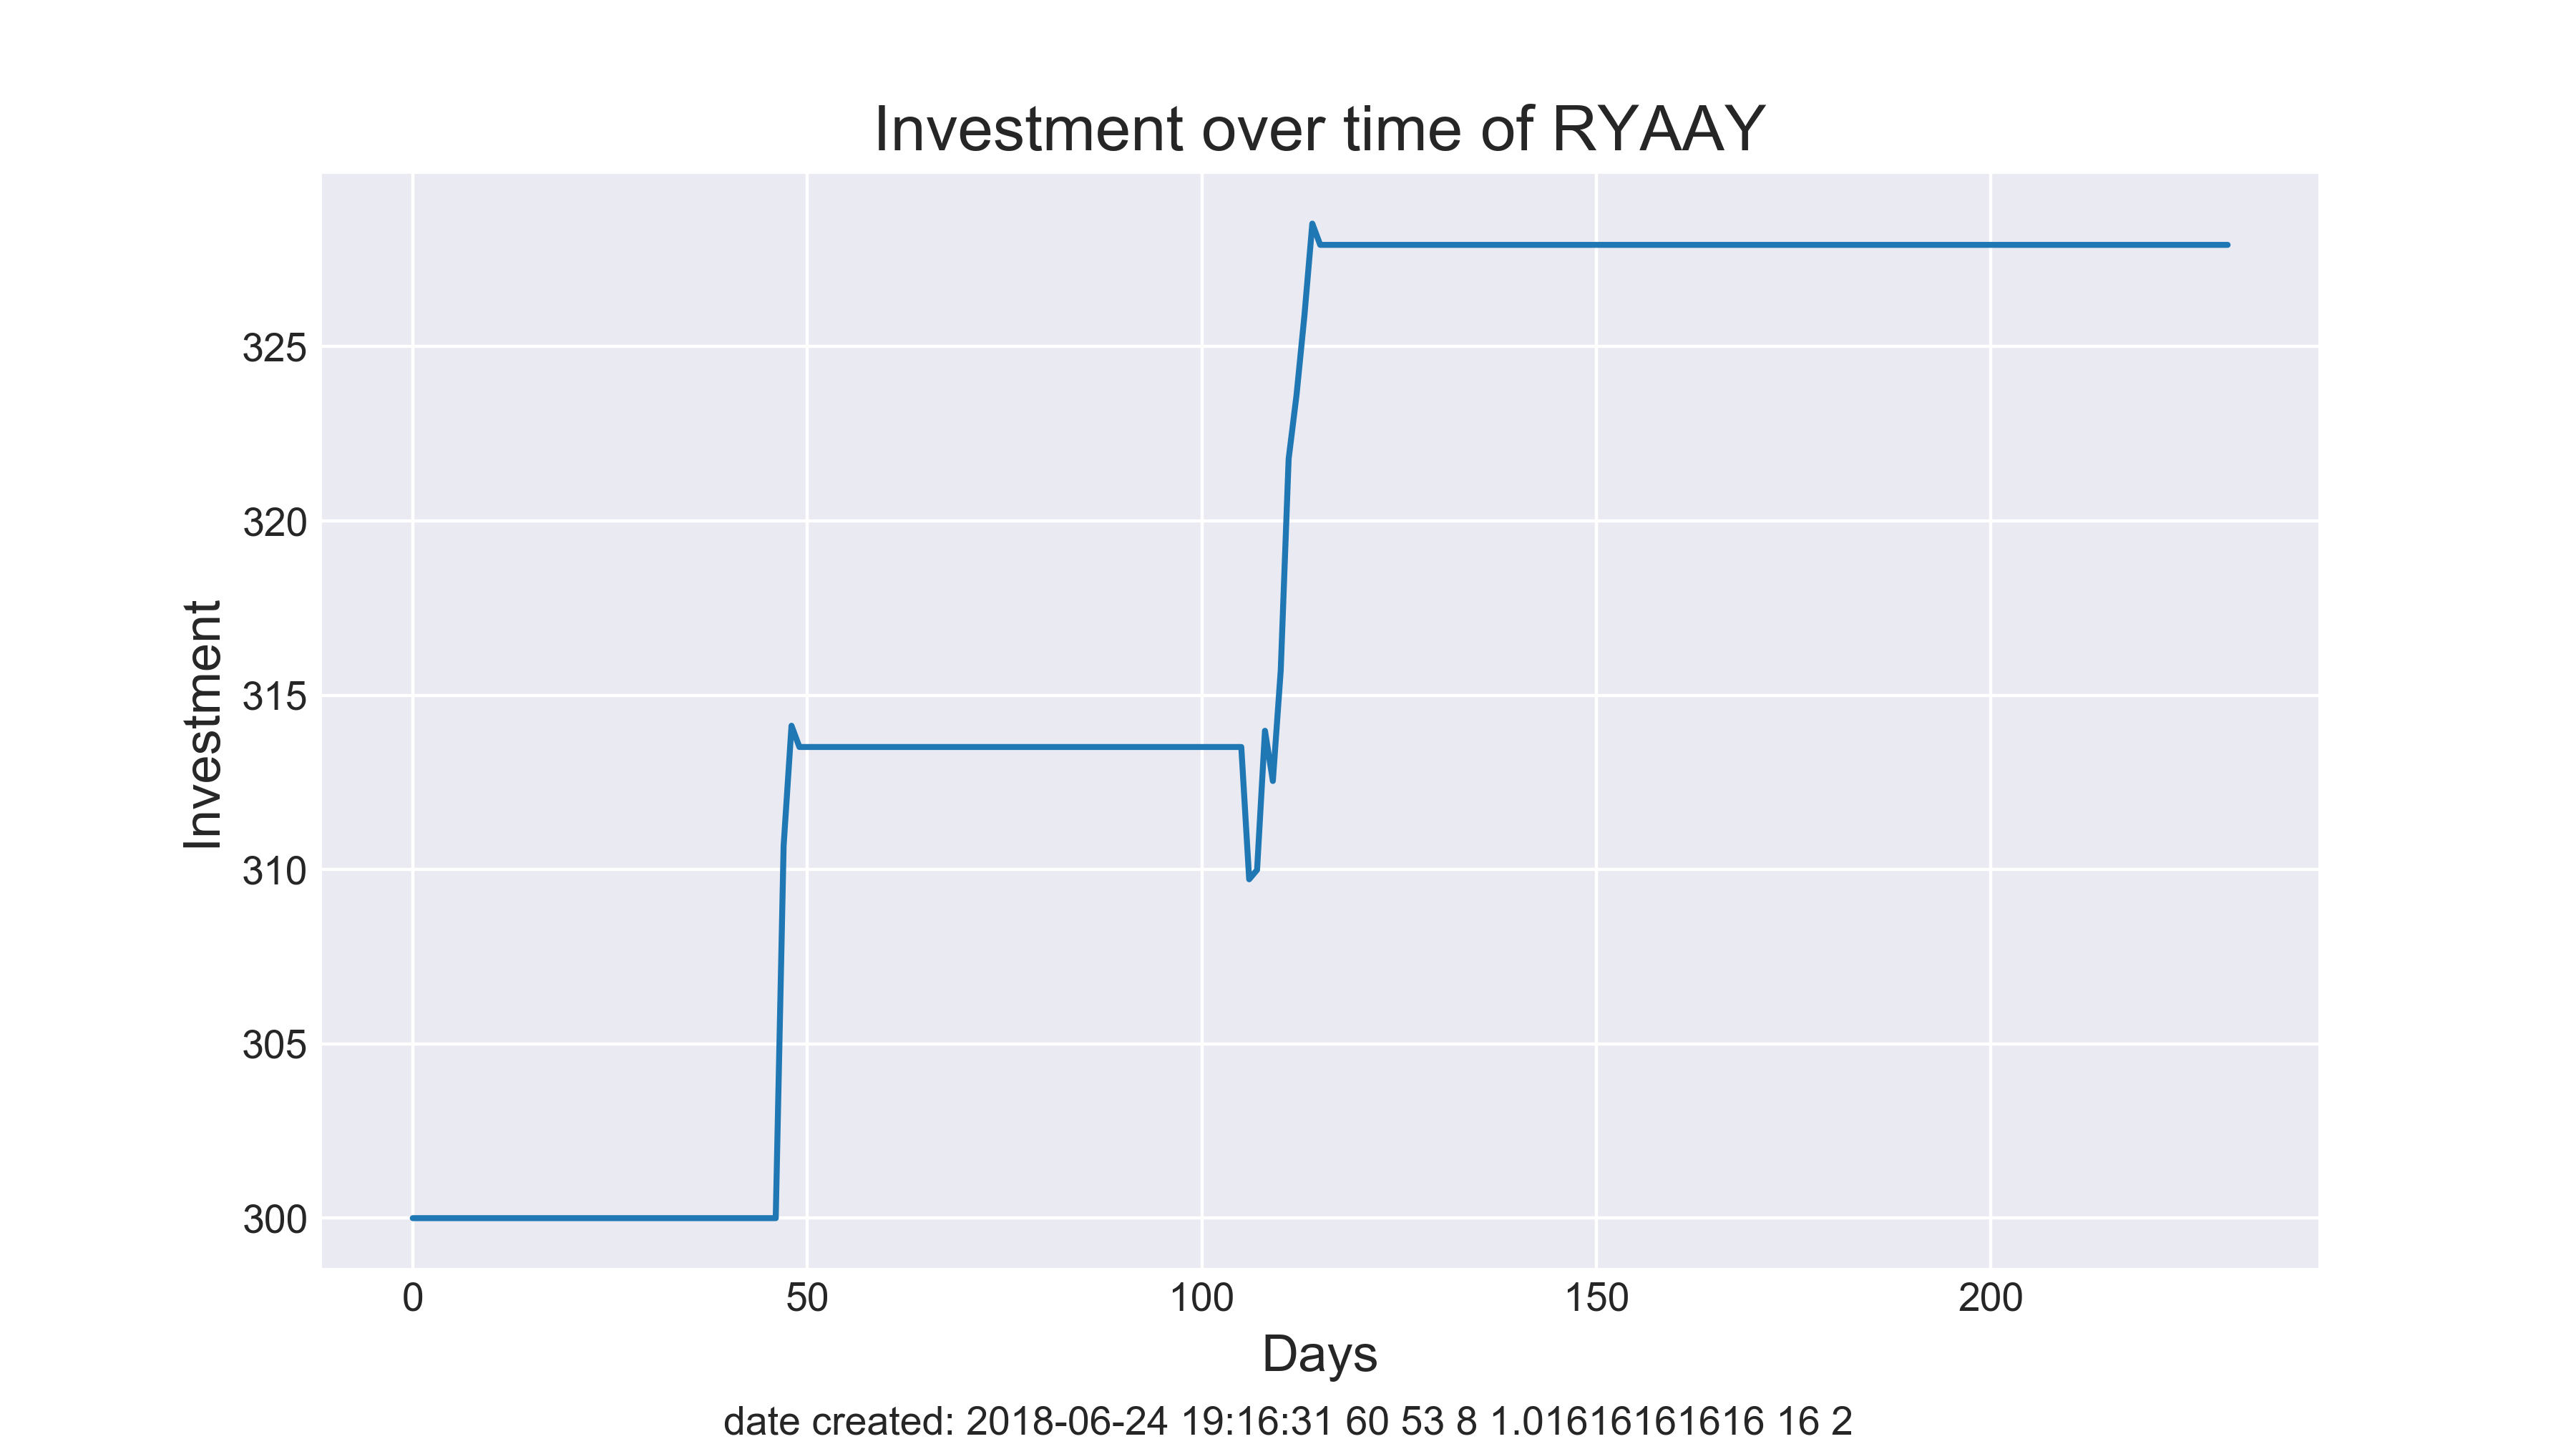 Investment over time of RYAAY
325
320
315
310
305
300
Investment
0 50 100 150 200
Days
date created: 2018-06-24 19:16:31 60 53 8 1.01616161616 16 2